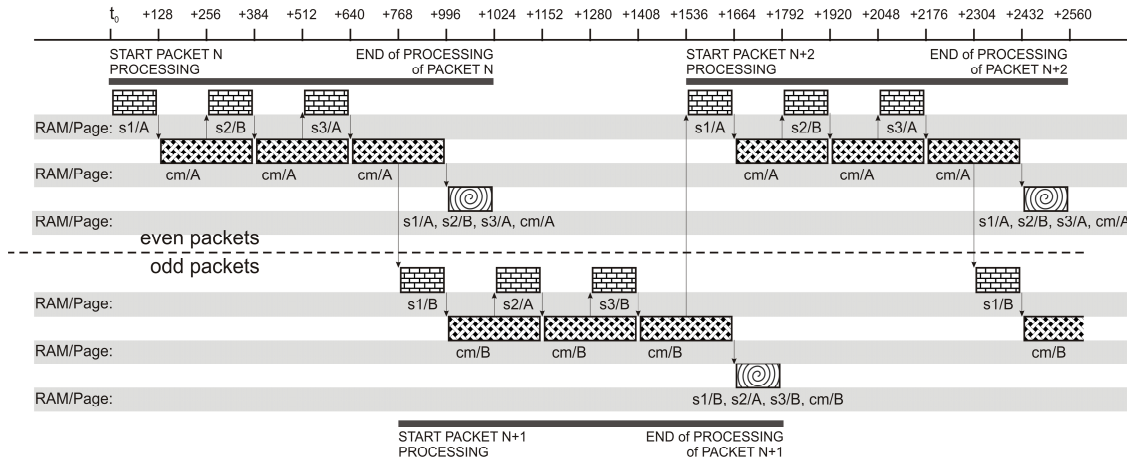 t0 +128 +256 +384 +512 +640 +768 +996 +1024 +1152 +1280 +1408 +1536 +1664 +1792 +1920 +2048 +2176 +2304 +2432 +2560
START PACKET N
PROCESSING
END of PROCESSING
of PACKET N
START PACKET N+2
PROCESSING
END of PROCESSING
of PACKET N+2
RAM/Page: s1/A s2/B s3/A s1/A s2/B s3/A
RAM/Page: cm/A cm/A cm/A cm/A cm/A cm/A
RAM/Page: s1/A, s2/B, s3/A, cm/A s1/A, s2/B, s3/A, cm/A
even packets
odd packets
RAM/Page: s1/B s2/A s3/B s1/B
RAM/Page: cm/B cm/B cm/B cm/B
RAM/Page: s1/B, s2/A, s3/B, cm/B
START PACKET N+1
PROCESSING
END of PROCESSING
of PACKET N+1